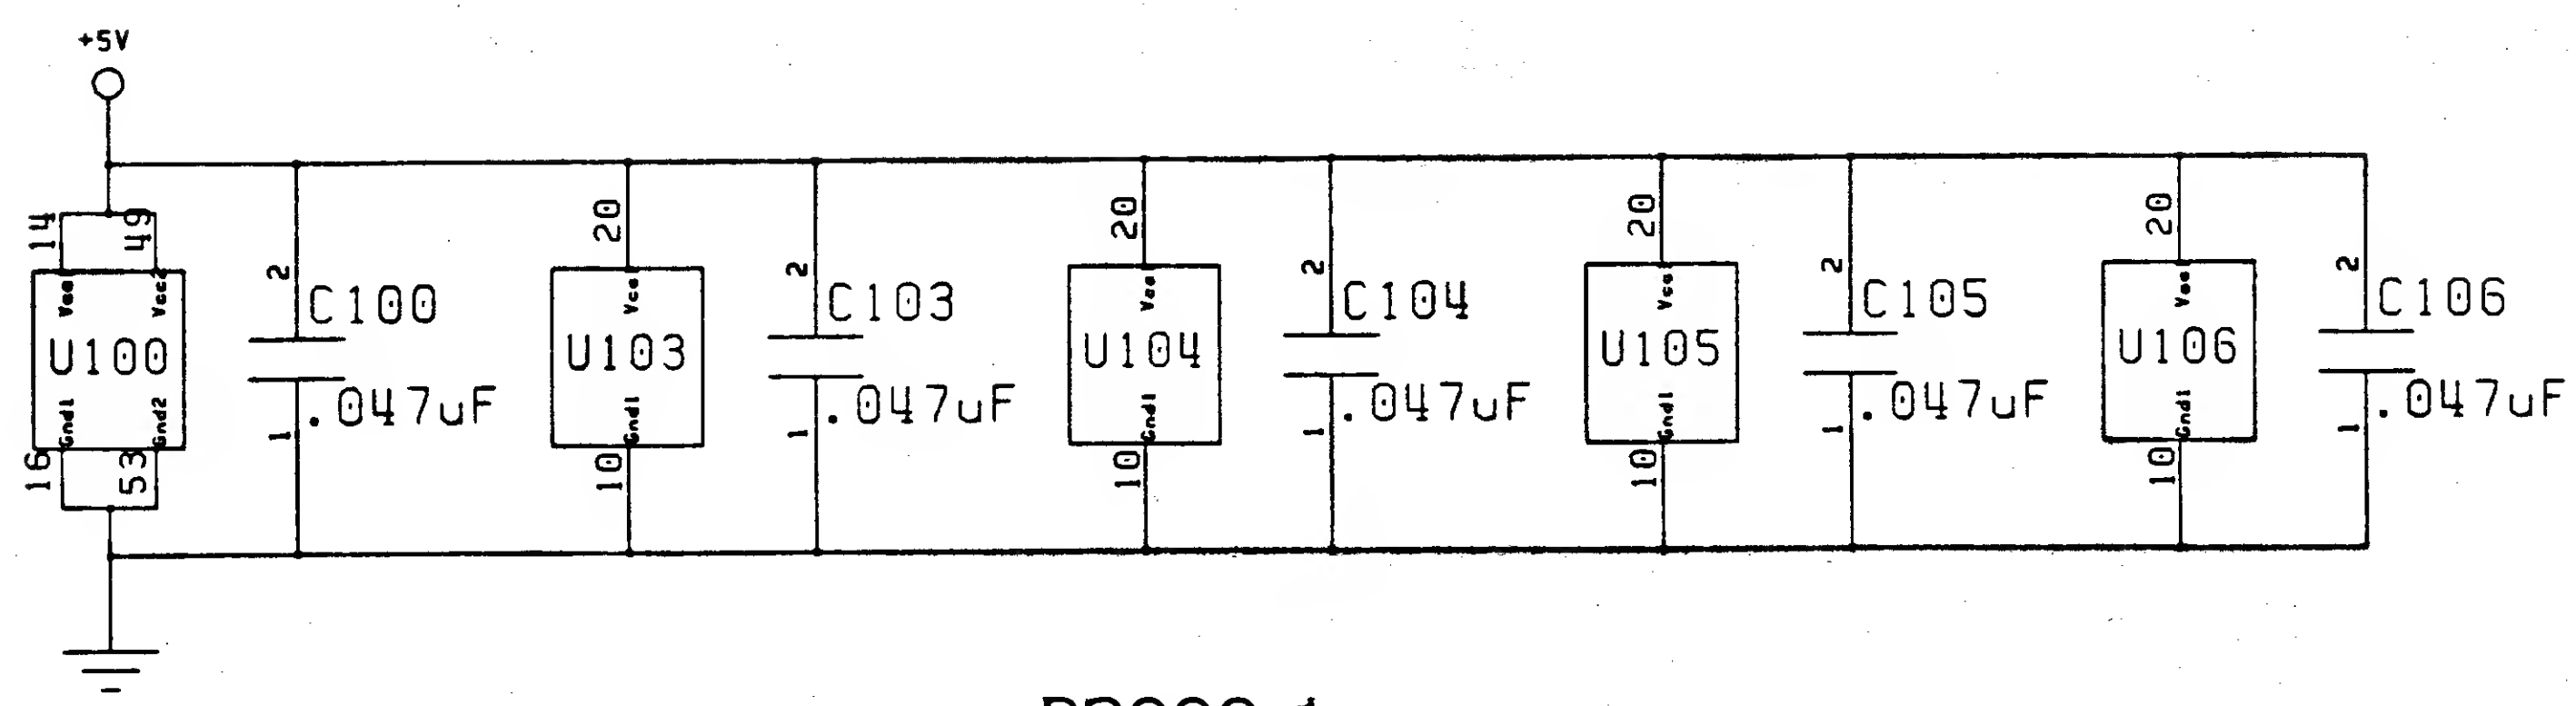 +5V
14 49
Vcc Vcc2
U100
Gnd1 Gnd2
16 53
2
C100
.047uF
1
20
Vcc
U103
Gnd1
10
2
C103
.047uF
1
20
Vcc
U104
Gnd1
10
2
C104
.047uF
1
20
Vcc
U105
Gnd1
10
2
C105
.047uF
1
20
Vcc
U106
Gnd1
10
2
C106
.047uF
1